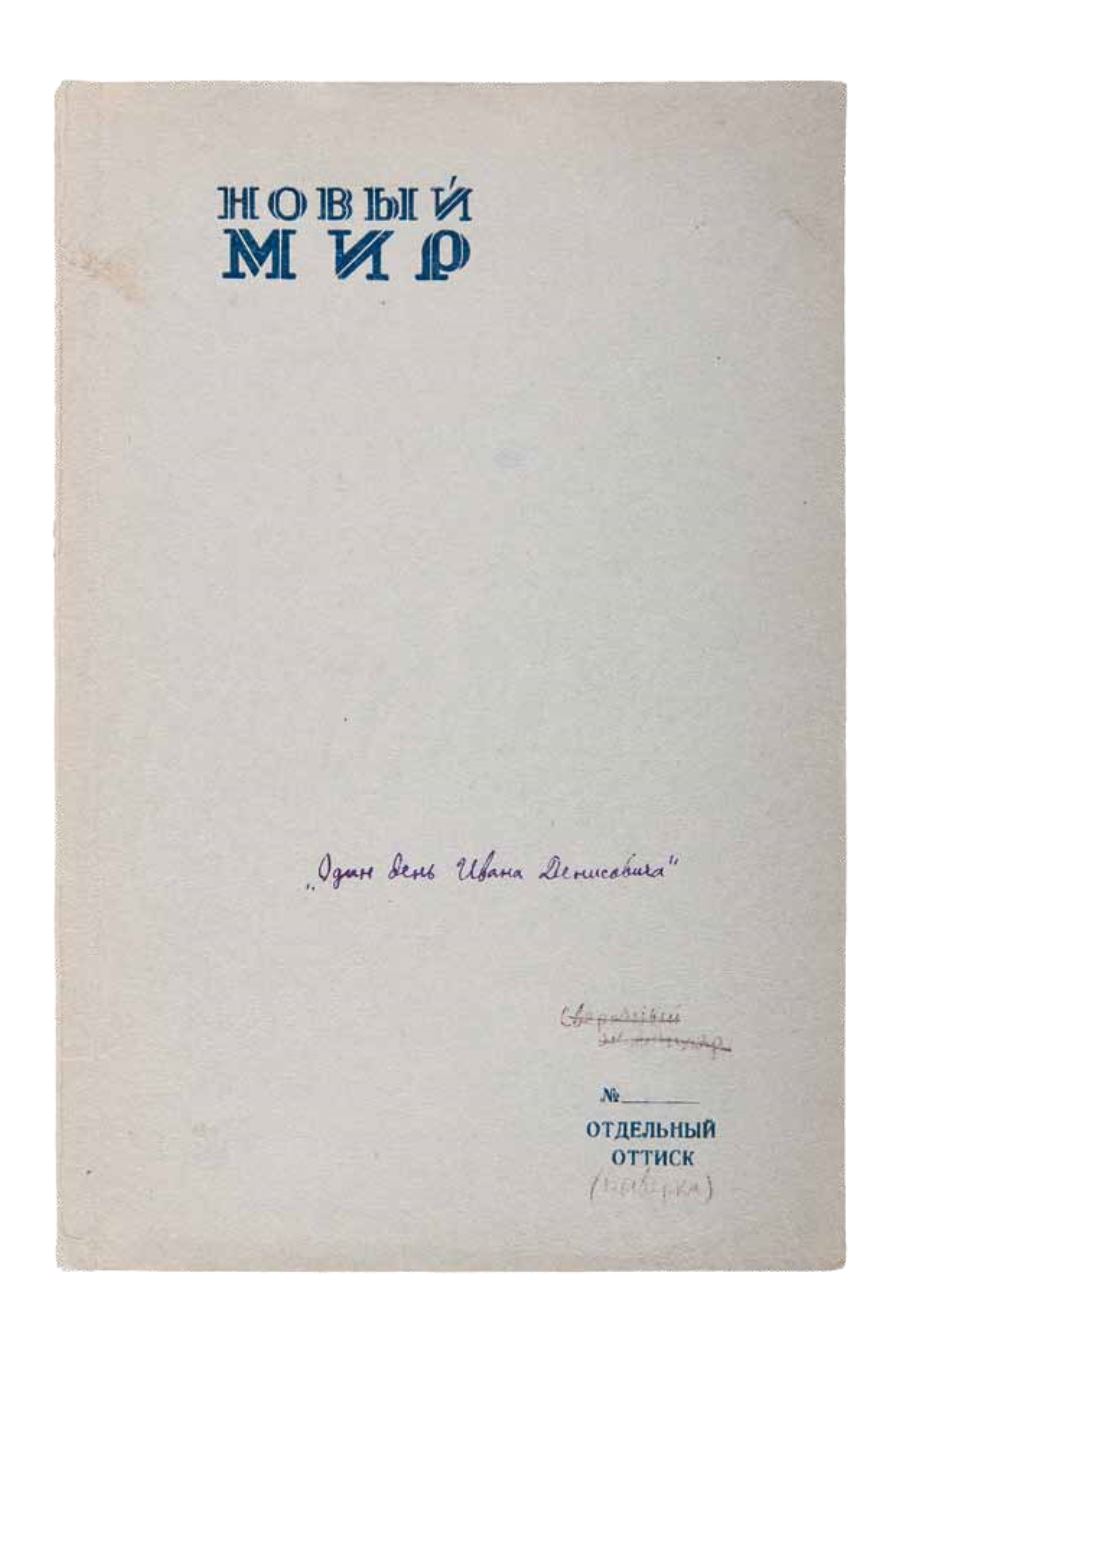 НОВЫЙ
МИР
„Один день Ивана Денисовича"
№
ОТДЕЛЬНЫЙ
ОТТИСК